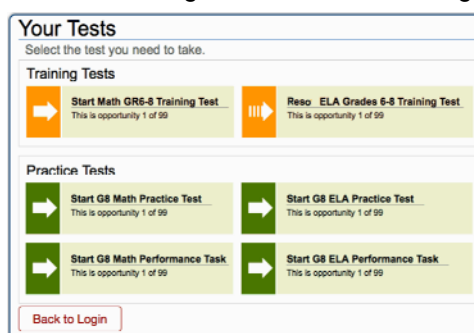 Your Tests
Select the test you need to take.
Training Tests
Start Math GR6-8 Training Test
This is opportunity 1 of 99
Reso ELA Grades 6-8 Training Test
This is opportunity 1 of 99
Practice Tests
Start G8 Math Practice Test
This is opportunity 1 of 99
Start G8 ELA Practice Test
This is opportunity 1 of 99
Start G8 Math Performance Task
This is opportunity 1 of 99
Start G8 ELA Performance Task
This is opportunity 1 of 99
Back to Login